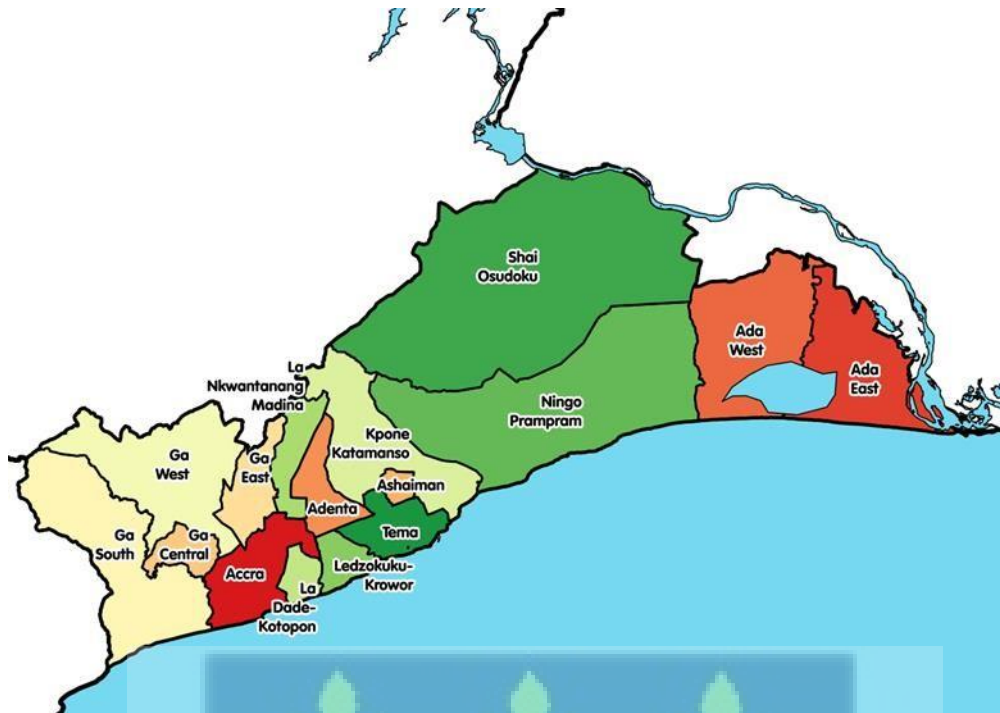 Shai
Osudoku
Ada
West
Ada
East
La
Nkwantanang
Madina
Ningo
Prampram
Kpone
Katamanso
Ga
West
Ga
East
Ashaiman
Adenta
Ga
South
Ga
Central
Tema
Accra
Ledzokuku-
Krowor
La
Dade-
Kotopon